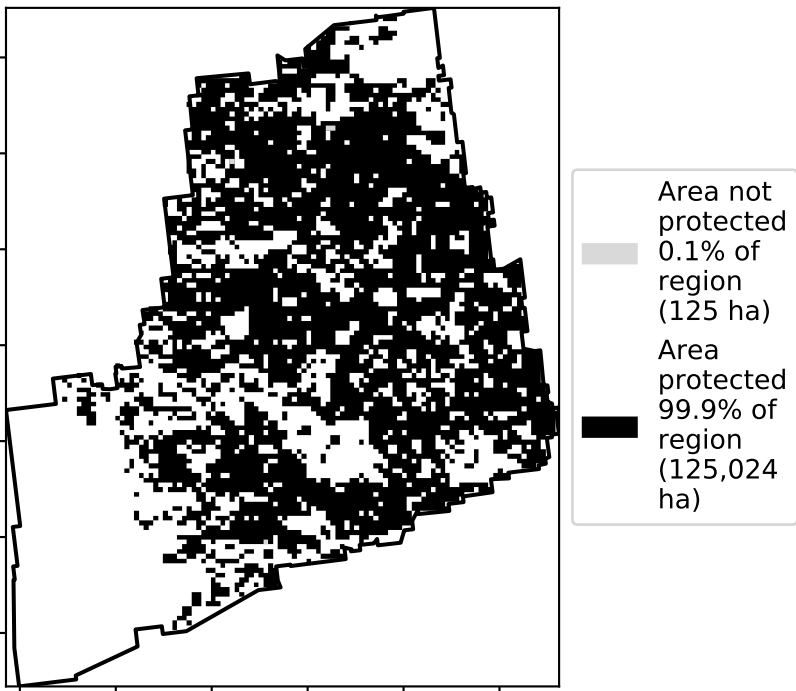 Area not
protected
0.1% of
region
(125 ha)
Area
protected
99.9% of
region
(125,024
ha)